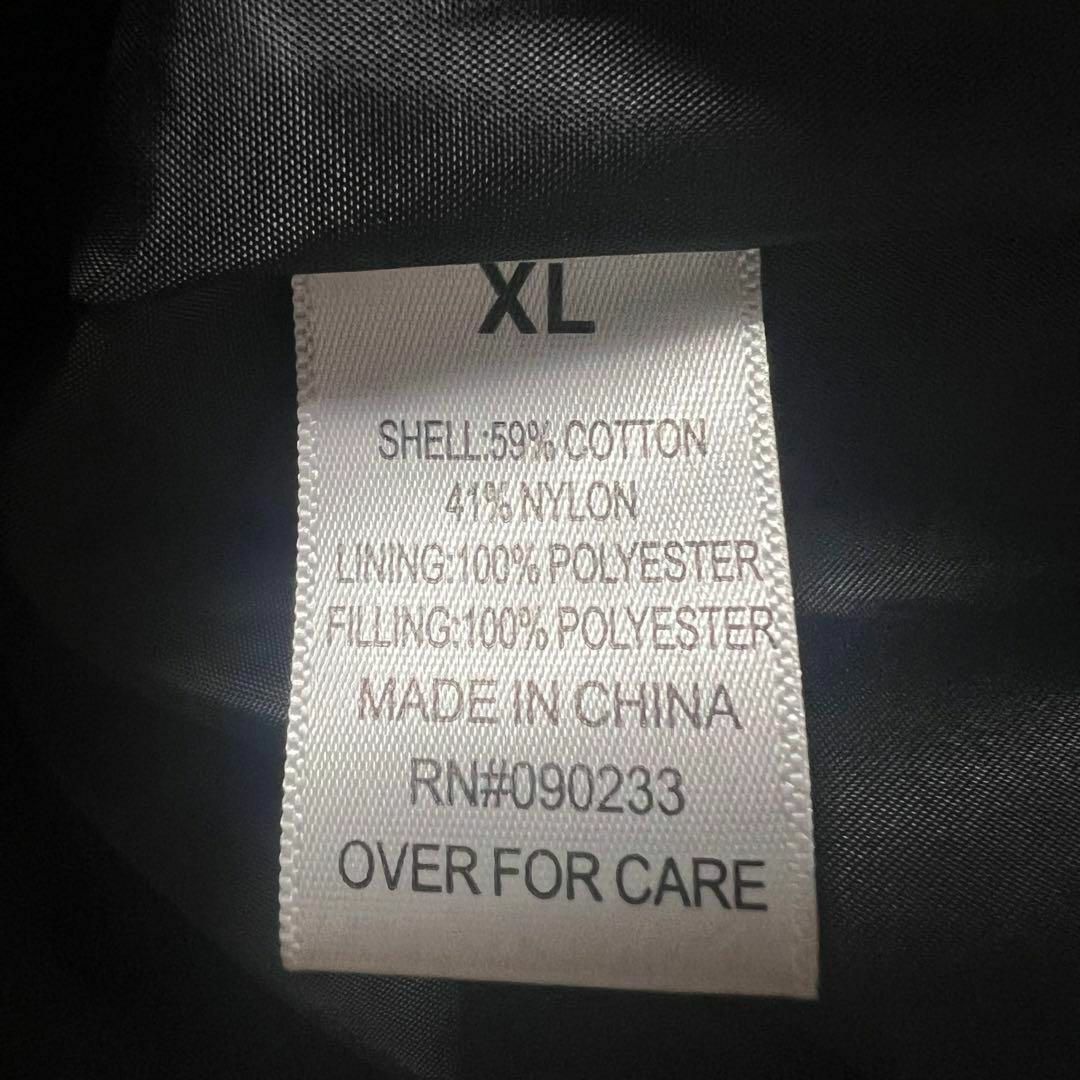 XL
SHELL:59% COTTON
41% NYLON
LINING:100% POLYESTER
FILLING:100% POLYESTER
MADE IN CHINA
RN#090233
OVER FOR CARE